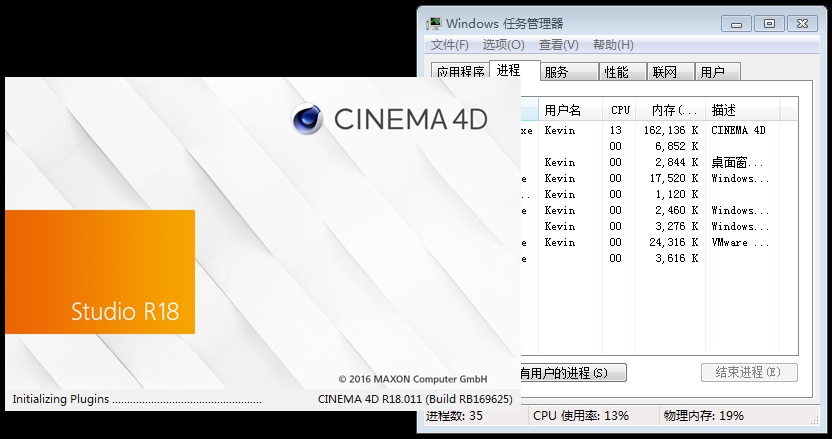 Windows 任务管理器
文件(F) 选项(O) 查看(V) 帮助(H)
应用程序 进程 服务 性能 联网 用户
用户名 CPU 内存(... 描述
xe Kevin 13 162,136 K CINEMA 4D
00 6,852 K
Kevin 00 2,844 K 桌面窗...
e Kevin 00 17,520 K Windows...
.. Kevin 00 1,120 K
e Kevin 00 2,460 K Windows...
Kevin 00 3,276 K Windows...
e Kevin 00 24,316 K VMware ...
e 00 3,616 K
有用户的进程(S) 结束进程(E)
进程数: 35 CPU 使用率: 13% 物理内存: 19%
CINEMA 4D
Studio R18
© 2016 MAXON Computer GmbH
Initializing Plugins .................................................. CINEMA 4D R18.011 (Build RB169625)